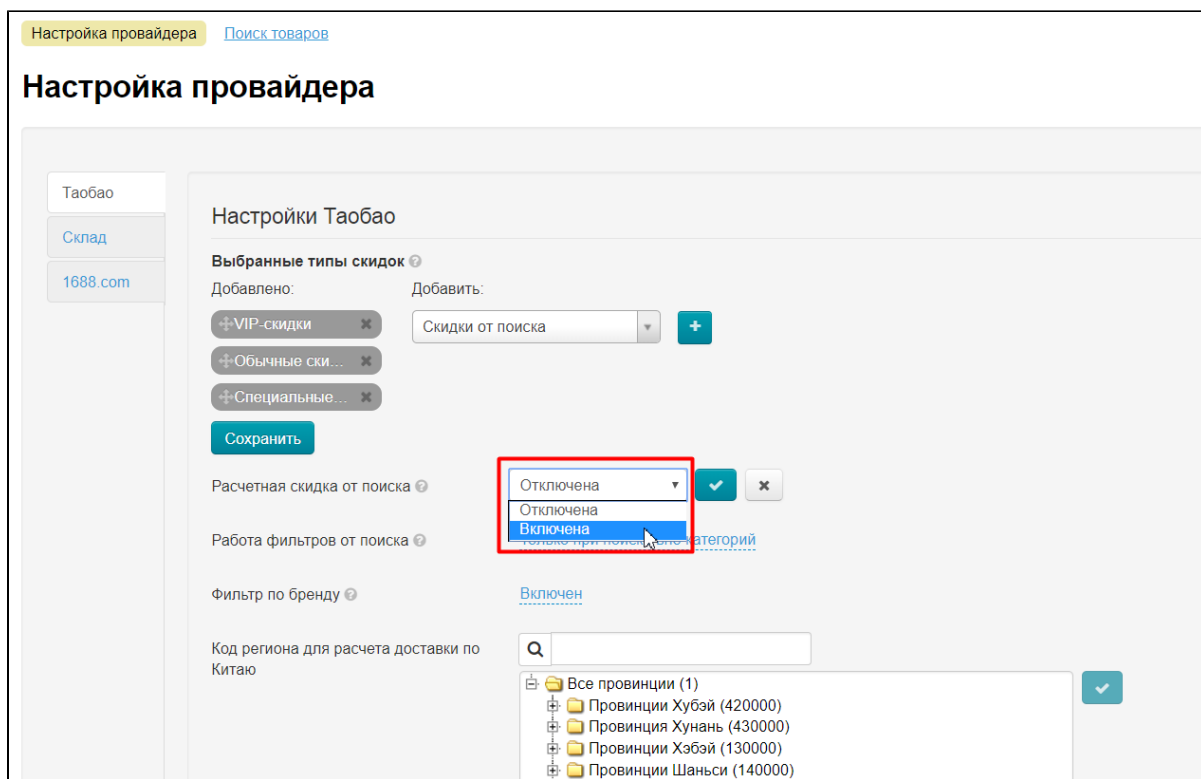 Настройка провайдера Поиск товаров
Настройка провайдера
Таобао
Склад
1688.com
Настройки Таобао
Выбранные типы скидок
Добавлено: Добавить:
VIP-скидки
Скидки от поиска
Обычные ски...
Специальные...
Сохранить
Расчетная скидка от поиска Отключена
Отключена
Включена
Работа фильтров от поиска категорий
Фильтр по бренду Включен
Код региона для расчета доставки по
Китаю
Все провинции (1)
Провинции Хубэй (420000)
Провинция Хунань (430000)
Провинции Хэбэй (130000)
Провинции Шаньси (140000)